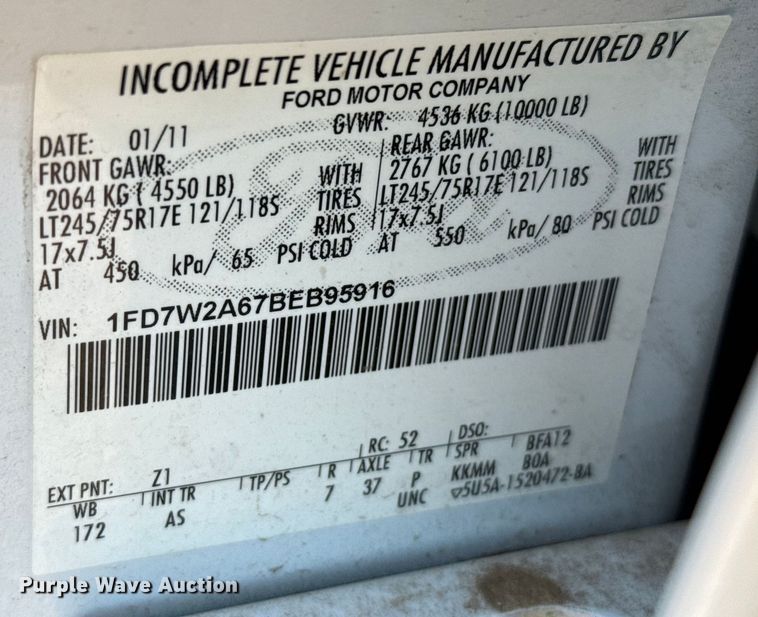 INCOMPLETE VEHICLE MANUFACTURED BY
FORD MOTOR COMPANY
DATE: 01/11 GVWR: 4536 KG (10000 LB)
FRONT GAWR: REAR GAWR:
2064 KG ( 4550 LB) WITH 2767 KG ( 6100 LB) WITH
LT245/75R17E 121/118S TIRES LT245/75R17E 121/118S TIRES
17x7.5J RIMS 17x7.5J RIMS
AT 450 kPa/ 65 PSI COLD AT 550 kPa/ 80 PSI COLD
VIN: 1FD7W2A67BEB95916
EXT PNT: Z1 RC: 52 DSO:
WB INT TR TP/PS R AXLE TR SPR BFA12
172 AS 7 37 P KKMM B0A
UNC 5U5A-1520472-BA
Purple Wave Auction